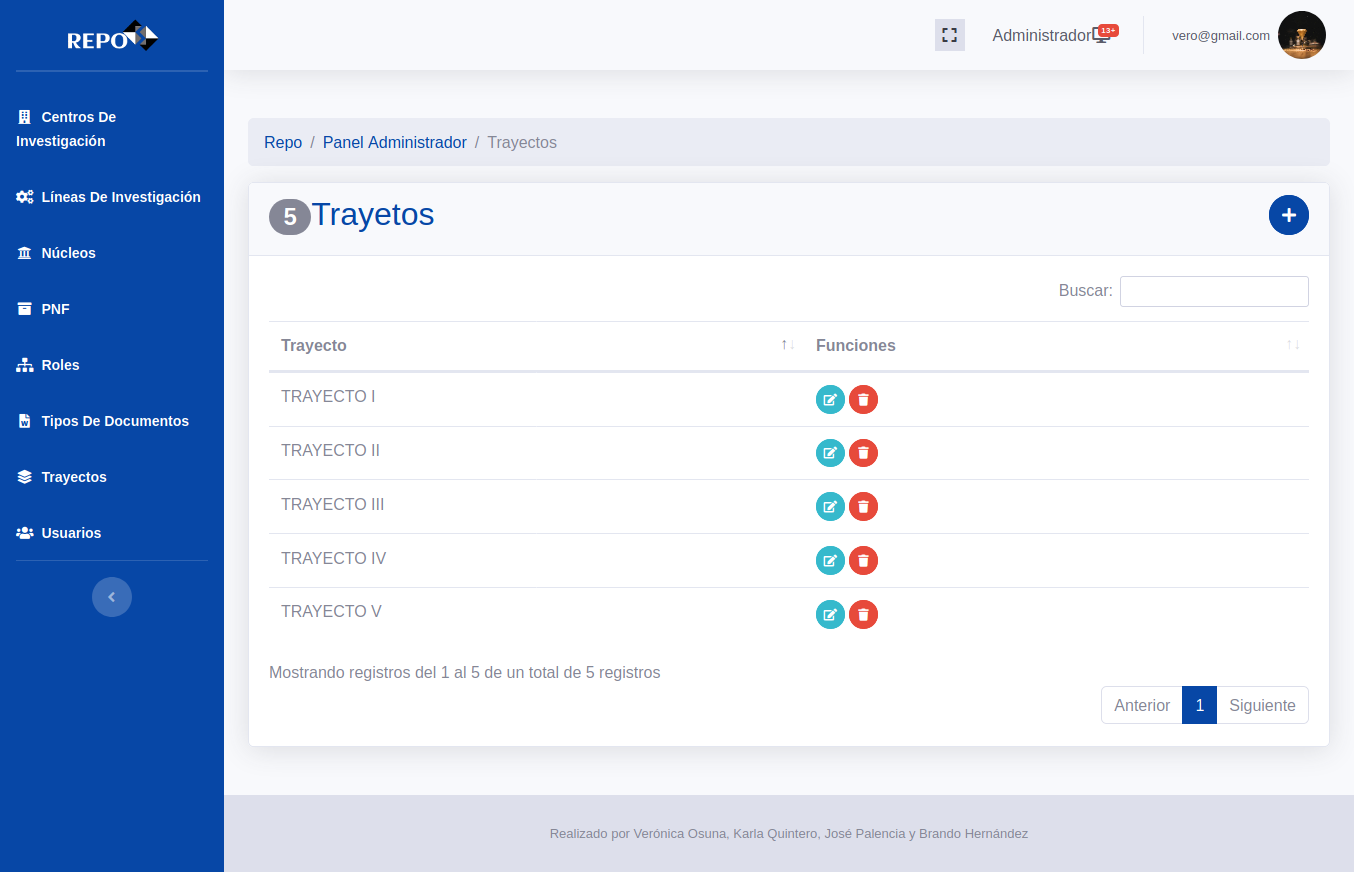 REPO
Centros De
Investigación
Líneas De Investigación
Núcleos
PNF
Roles
Tipos De Documentos
Trayectos
Usuarios
Administrador 13+
vero@gmail.com
Repo / Panel Administrador / Trayectos
5 Trayetos
Buscar:
Trayecto Funciones
TRAYECTO I
TRAYECTO II
TRAYECTO III
TRAYECTO IV
TRAYECTO V
Mostrando registros del 1 al 5 de un total de 5 registros
Anterior 1 Siguiente
Realizado por Verónica Osuna, Karla Quintero, José Palencia y Brando Hernández